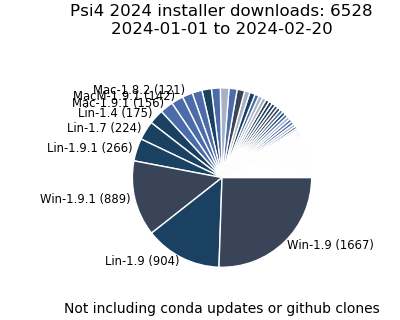 Psi4 2024 installer downloads: 6528
2024-01-01 to 2024-02-20
Mac-1.8.2 (121)
MacM-1.9.1 (142)
Mac-1.9.1 (156)
Lin-1.4 (175)
Lin-1.7 (224)
Lin-1.9.1 (266)
Win-1.9.1 (889)
Lin-1.9 (904)
Win-1.9 (1667)
Not including conda updates or github clones